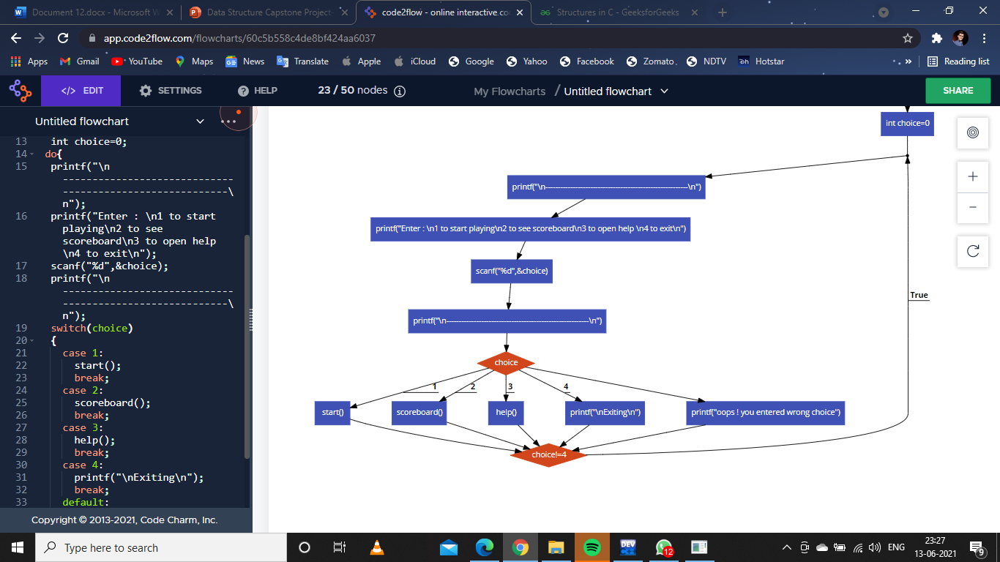 Document 12.docx - Microsoft W
Data Structure Capstone Project
code2flow - online interactive co
Structures in C - GeeksforGeeks
app.code2flow.com/flowcharts/60c5b558c4de8bf424aa6037
Apps
Gmail
YouTube
Maps
News
Translate
Apple
iCloud
Google
Yahoo
Facebook
Zomato
NDTV
Hotstar
Reading list
</> EDIT
SETTINGS
HELP
23 / 50 nodes
My Flowcharts / Untitled flowchart
SHARE
Untitled flowchart
13 int choice=0;
14 do{
15 printf("\n
-----------------------------
----------------------------\
n");
16 printf("Enter : \n1 to start
playing\n2 to see
scoreboard\n3 to open help
\n4 to exit\n");
17 scanf("%d",&choice);
18 printf("\n
-----------------------------
----------------------------\
n");
19 switch(choice)
20 {
21 case 1:
22 start();
23 break;
24 case 2:
25 scoreboard();
26 break;
27 case 3:
28 help();
29 break;
30 case 4:
31 printf("\nExiting\n");
32 break;
33 default:
Copyright © 2013-2021, Code Charm, Inc.
int choice=0
printf("\n---------------------------------------------------------\n")
printf("Enter : \n1 to start playing\n2 to see scoreboard\n3 to open help \n4 to exit\n")
scanf("%d",&choice)
True
printf("\n---------------------------------------------------------\n")
choice
1
2
3
4
start()
scoreboard()
help()
printf("\nExiting\n")
printf("oops ! you entered wrong choice")
choice!=4
Type here to search
DEV
12
ENG
23:27
13-06-2021
9